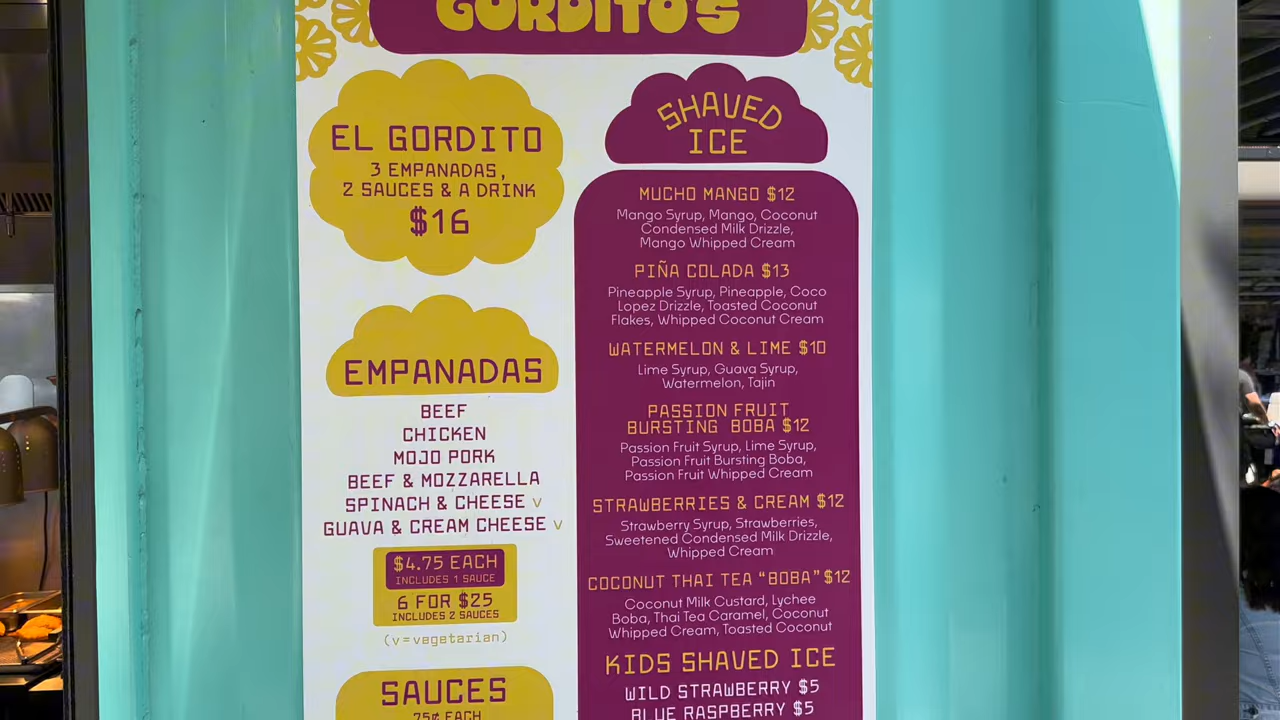 GORDITO'S
EL GORDITO
3 EMPANADAS,
2 SAUCES & A DRINK
$16
EMPANADAS
BEEF
CHICKEN
MOJO PORK
BEEF & MOZZARELLA
SPINACH & CHEESE V
GUAVA & CREAM CHEESE V
$4.75 EACH
INCLUDES 1 SAUCE
6 FOR $25
INCLUDES 2 SAUCES
(v=vegetarian)
SAUCES
75¢ EACH
SHAVED
ICE
MUCHO MANGO $12
Mango Syrup, Mango, Coconut
Condensed Milk Drizzle,
Mango Whipped Cream
PIÑA COLADA $13
Pineapple Syrup, Pineapple, Coco
Lopez Drizzle, Toasted Coconut
Flakes, Whipped Coconut Cream
WATERMELON & LIME $10
Lime Syrup, Guava Syrup,
Watermelon, Tajin
PASSION FRUIT
BURSTING BOBA $12
Passion Fruit Syrup, Lime Syrup,
Passion Fruit Bursting Boba,
Passion Fruit Whipped Cream
STRAWBERRIES & CREAM $12
Strawberry Syrup, Strawberries,
Sweetened Condensed Milk Drizzle,
Whipped Cream
COCONUT THAI TEA “BOBA” $12
Coconut Milk Custard, Lychee
Boba, Thai Tea Caramel, Coconut
Whipped Cream, Toasted Coconut
KIDS SHAVED ICE
WILD STRAWBERRY $5
BLUE RASPBERRY $5